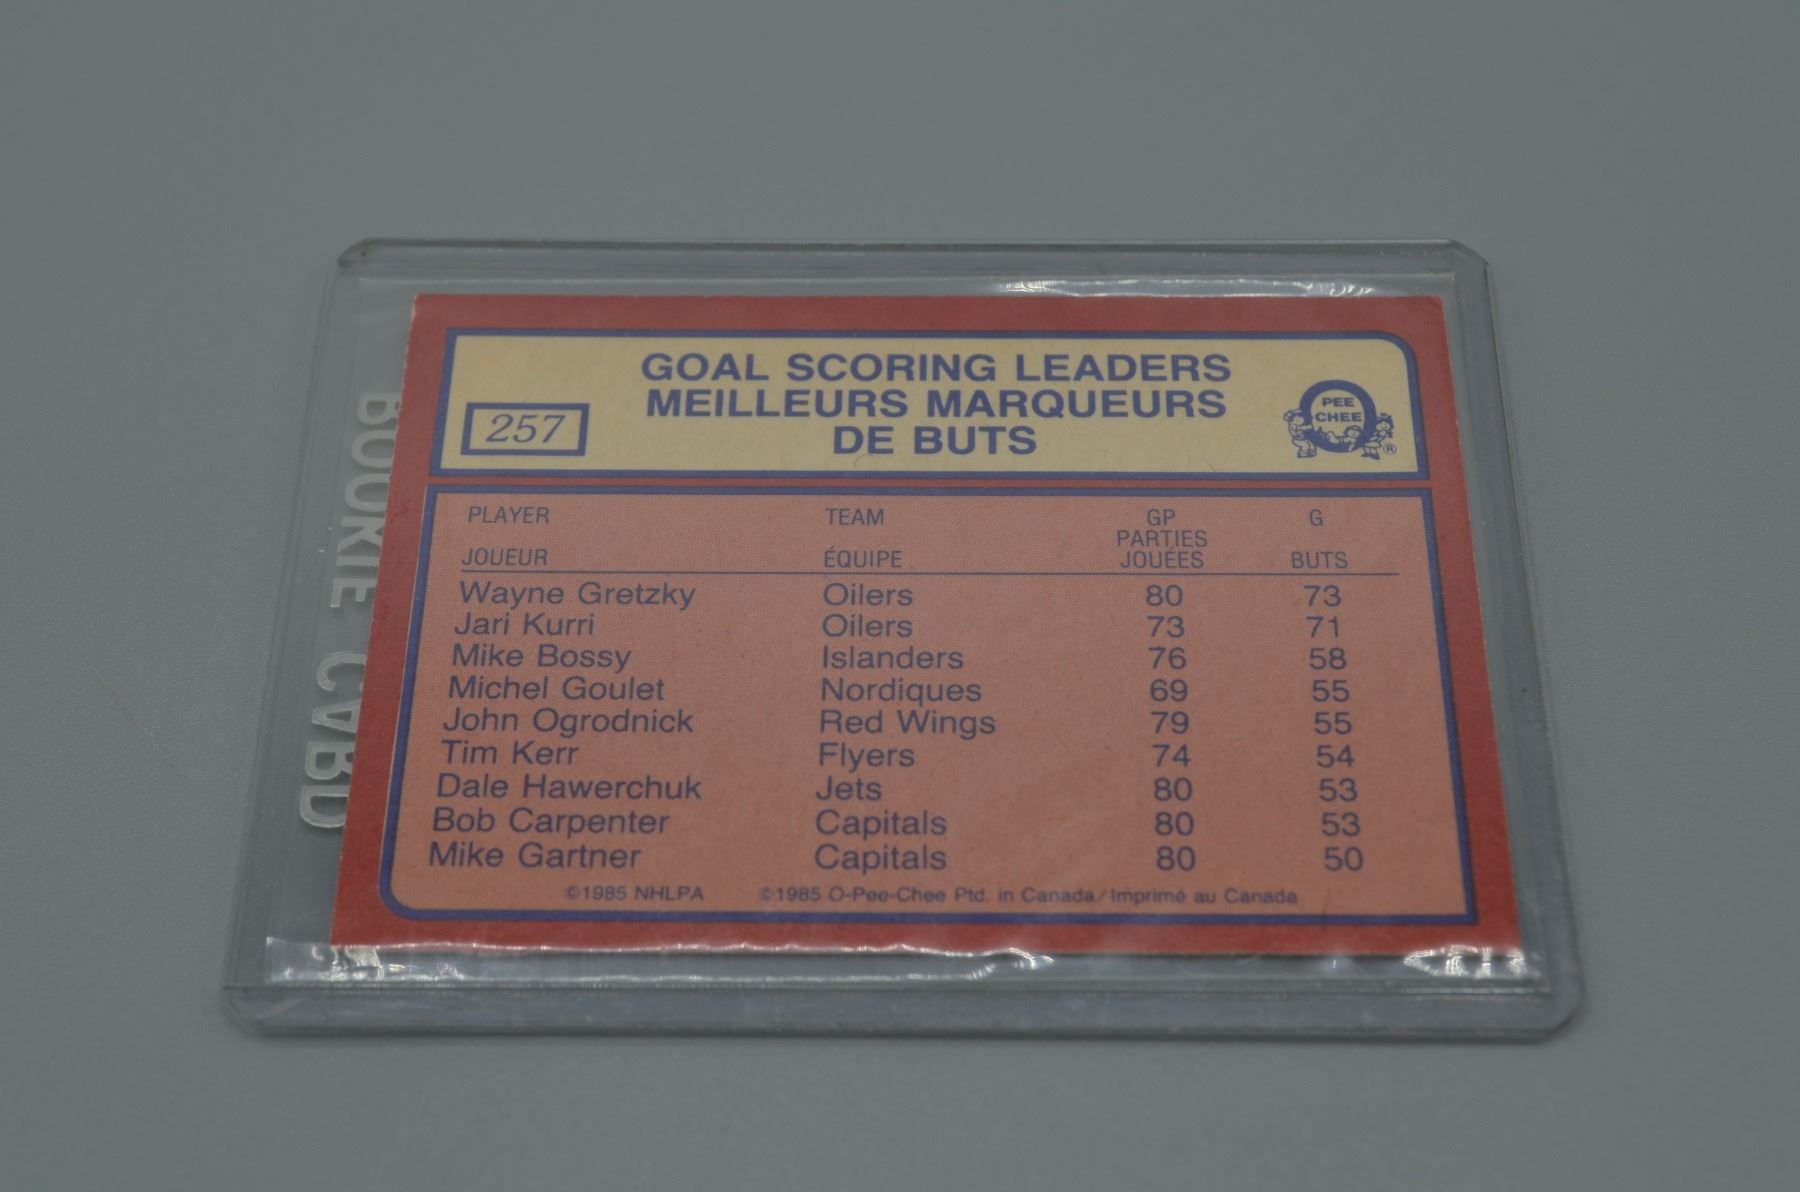 GOAL SCORING LEADERS
MEILLEURS MARQUEURS
DE BUTS
257
O
PEE
CHEE
®
PLAYER TEAM GP G
PARTIES
JOUEUR ÉQUIPE JOUÉES BUTS
Wayne Gretzky Oilers 80 73
Jari Kurri Oilers 73 71
Mike Bossy Islanders 76 58
Michel Goulet Nordiques 69 55
John Ogrodnick Red Wings 79 55
Tim Kerr Flyers 74 54
Dale Hawerchuk Jets 80 53
Bob Carpenter Capitals 80 53
Mike Gartner Capitals 80 50
©1985 NHLPA ©1985 O-Pee-Chee Ptd. in Canada/Imprimé au Canada
ROOKIE CARD